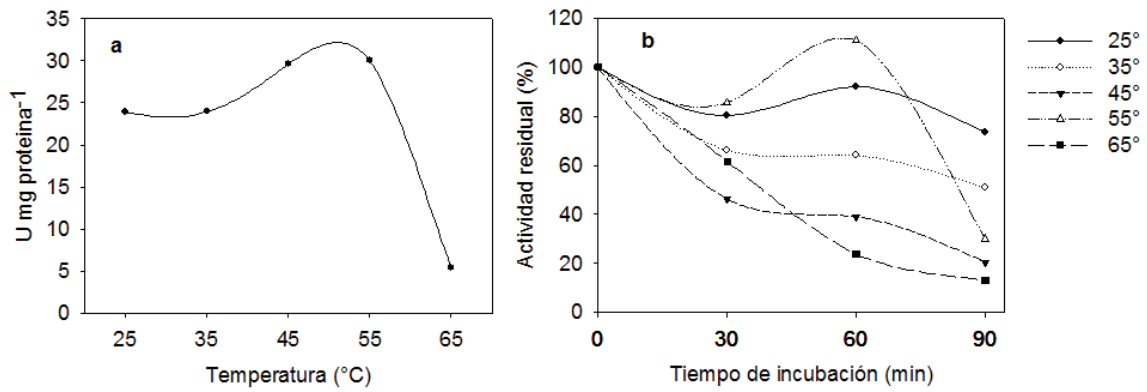 a
U mg proteina-1
35
30
25
20
15
10
5
0
25 35 45 55 65
Temperatura (°C)
b
Actividad residual (%)
120
100
80
60
40
20
0
0 30 60 90
Tiempo de incubación (min)
25°
35°
45°
55°
65°